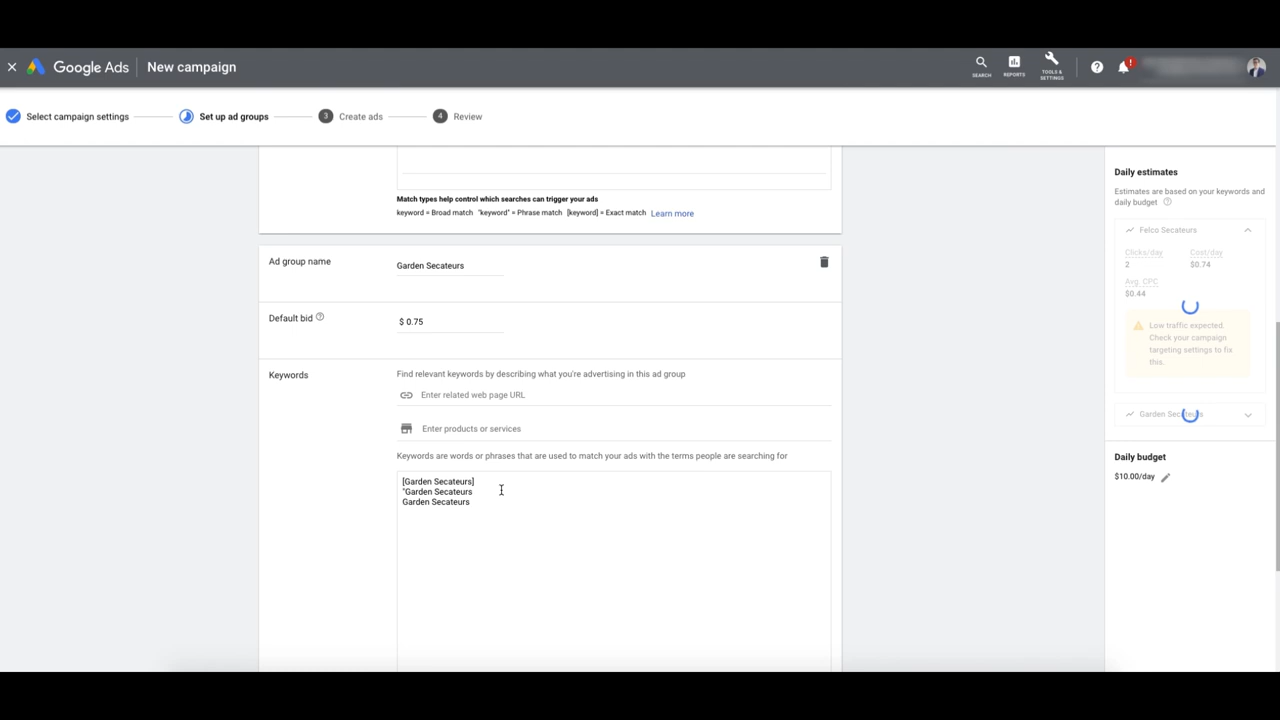 Google Ads
New campaign
SEARCH
REPORTS
TOOLS &
SETTINGS
!
Select campaign settings
Set up ad groups
3 Create ads
4 Review
Match types help control which searches can trigger your ads
keyword = Broad match "keyword" = Phrase match [keyword] = Exact match Learn more
Ad group name
Garden Secateurs
Default bid
$ 0.75
Keywords
Find relevant keywords by describing what you're advertising in this ad group
Enter related web page URL
Enter products or services
Keywords are words or phrases that are used to match your ads with the terms people are searching for
[Garden Secateurs]
"Garden Secateurs
Garden Secateurs
Daily estimates
Estimates are based on your keywords and
daily budget
Felco Secateurs
Clicks/day Cost/day
2 $0.74
Avg. CPC
$0.44
Low traffic expected.
Check your campaign
targeting settings to fix
this.
Garden Secateurs
Daily budget
$10.00/day